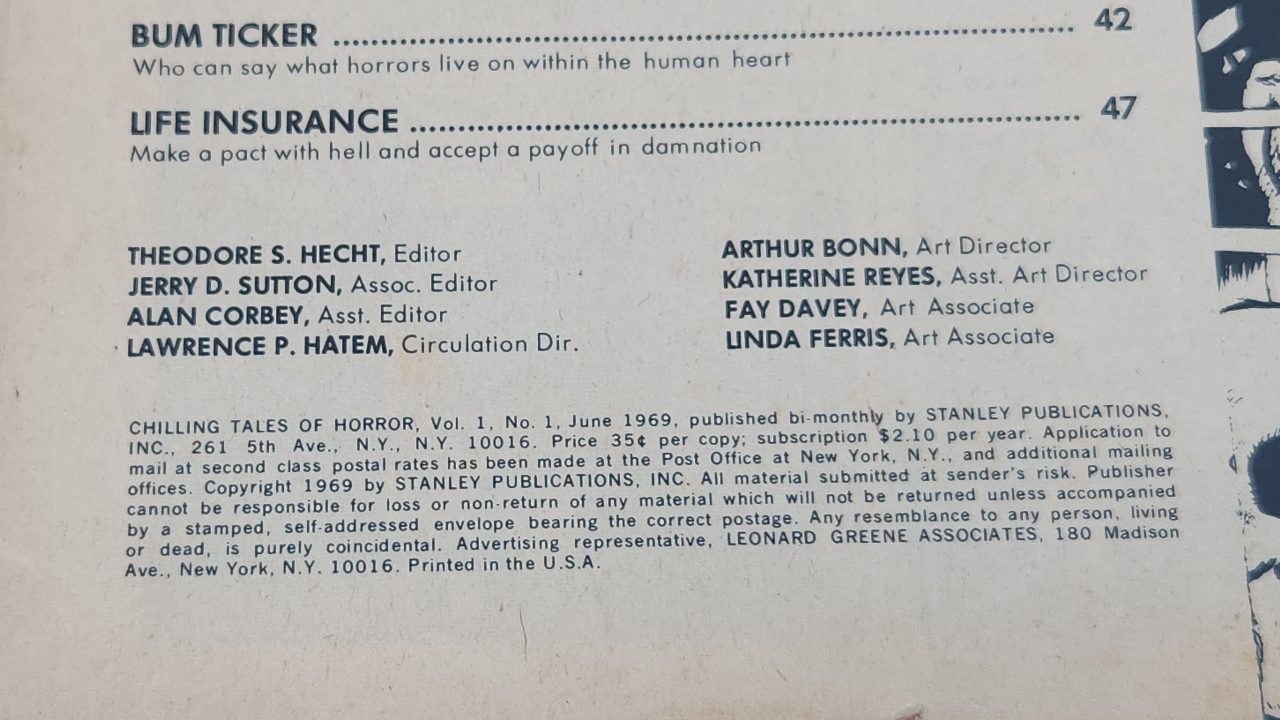 BUM TICKER ........................................................................ 42
Who can say what horrors live on within the human heart
LIFE INSURANCE ................................................................ 47
Make a pact with hell and accept a payoff in damnation
THEODORE S. HECHT, Editor
JERRY D. SUTTON, Assoc. Editor
ALAN CORBEY, Asst. Editor
LAWRENCE P. HATEM, Circulation Dir.
ARTHUR BONN, Art Director
KATHERINE REYES, Asst. Art Director
FAY DAVEY, Art Associate
LINDA FERRIS, Art Associate
CHILLING TALES OF HORROR, Vol. 1, No. 1, June 1969, published bi-monthly by STANLEY PUBLICATIONS,
INC., 261 5th Ave., N.Y., N.Y. 10016. Price 35¢ per copy; subscription $2.10 per year. Application to
mail at second class postal rates has been made at the Post Office at New York, N.Y., and additional mailing
offices. Copyright 1969 by STANLEY PUBLICATIONS, INC. All material submitted at sender's risk. Publisher
cannot be responsible for loss or non-return of any material which will not be returned unless accompanied
by a stamped, self-addressed envelope bearing the correct postage. Any resemblance to any person, living
or dead, is purely coincidental. Advertising representative, LEONARD GREENE ASSOCIATES, 180 Madison
Ave., New York, N.Y. 10016. Printed in the U.S.A.